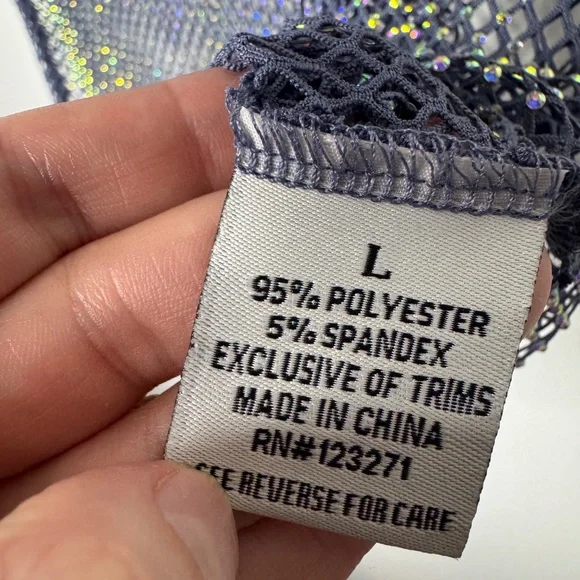 L
95% POLYESTER
5% SPANDEX
EXCLUSIVE OF TRIMS
MADE IN CHINA
RN#123271
SEE REVERSE FOR CARE